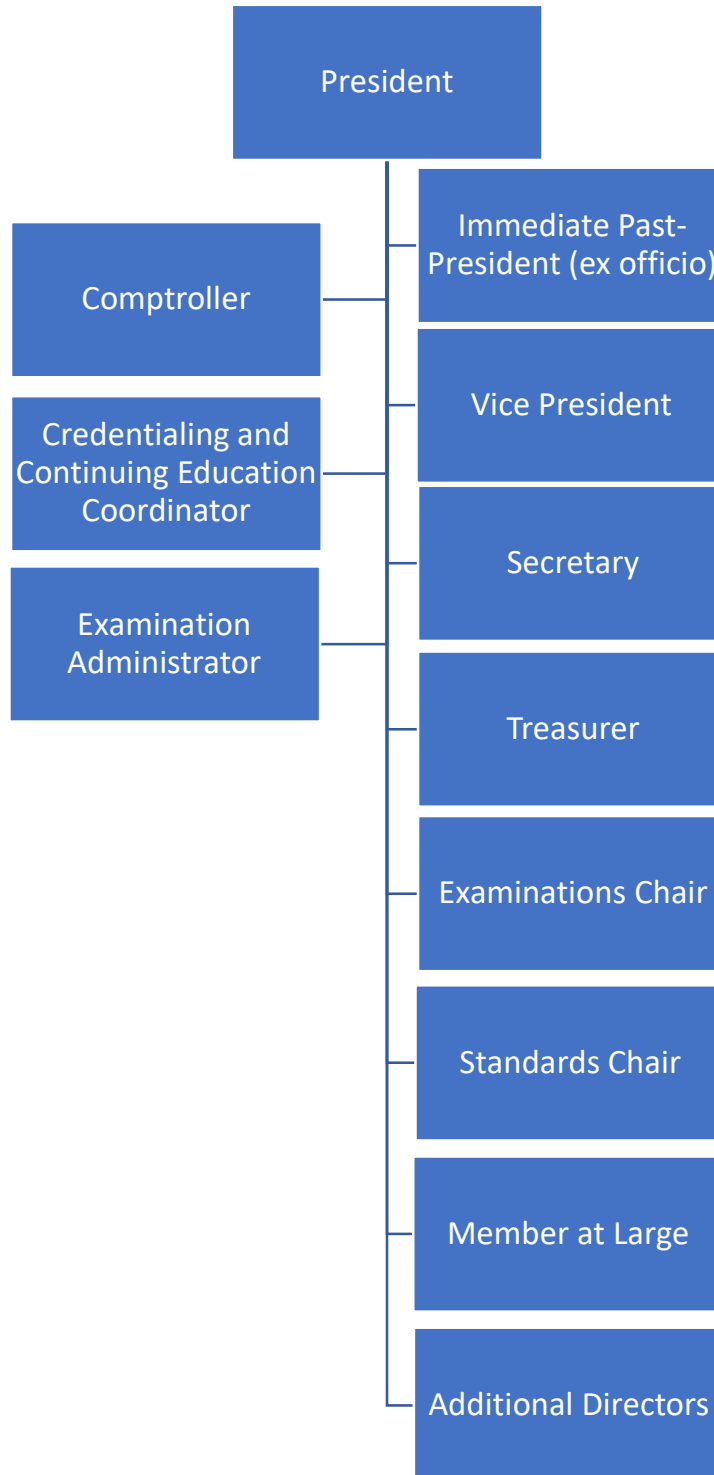 President
Immediate Past-
President (ex officio)
Comptroller
Vice President
Credentialing and
Continuing Education
Coordinator
Secretary
Examination
Administrator
Treasurer
Examinations Chair
Standards Chair
Member at Large
Additional Directors